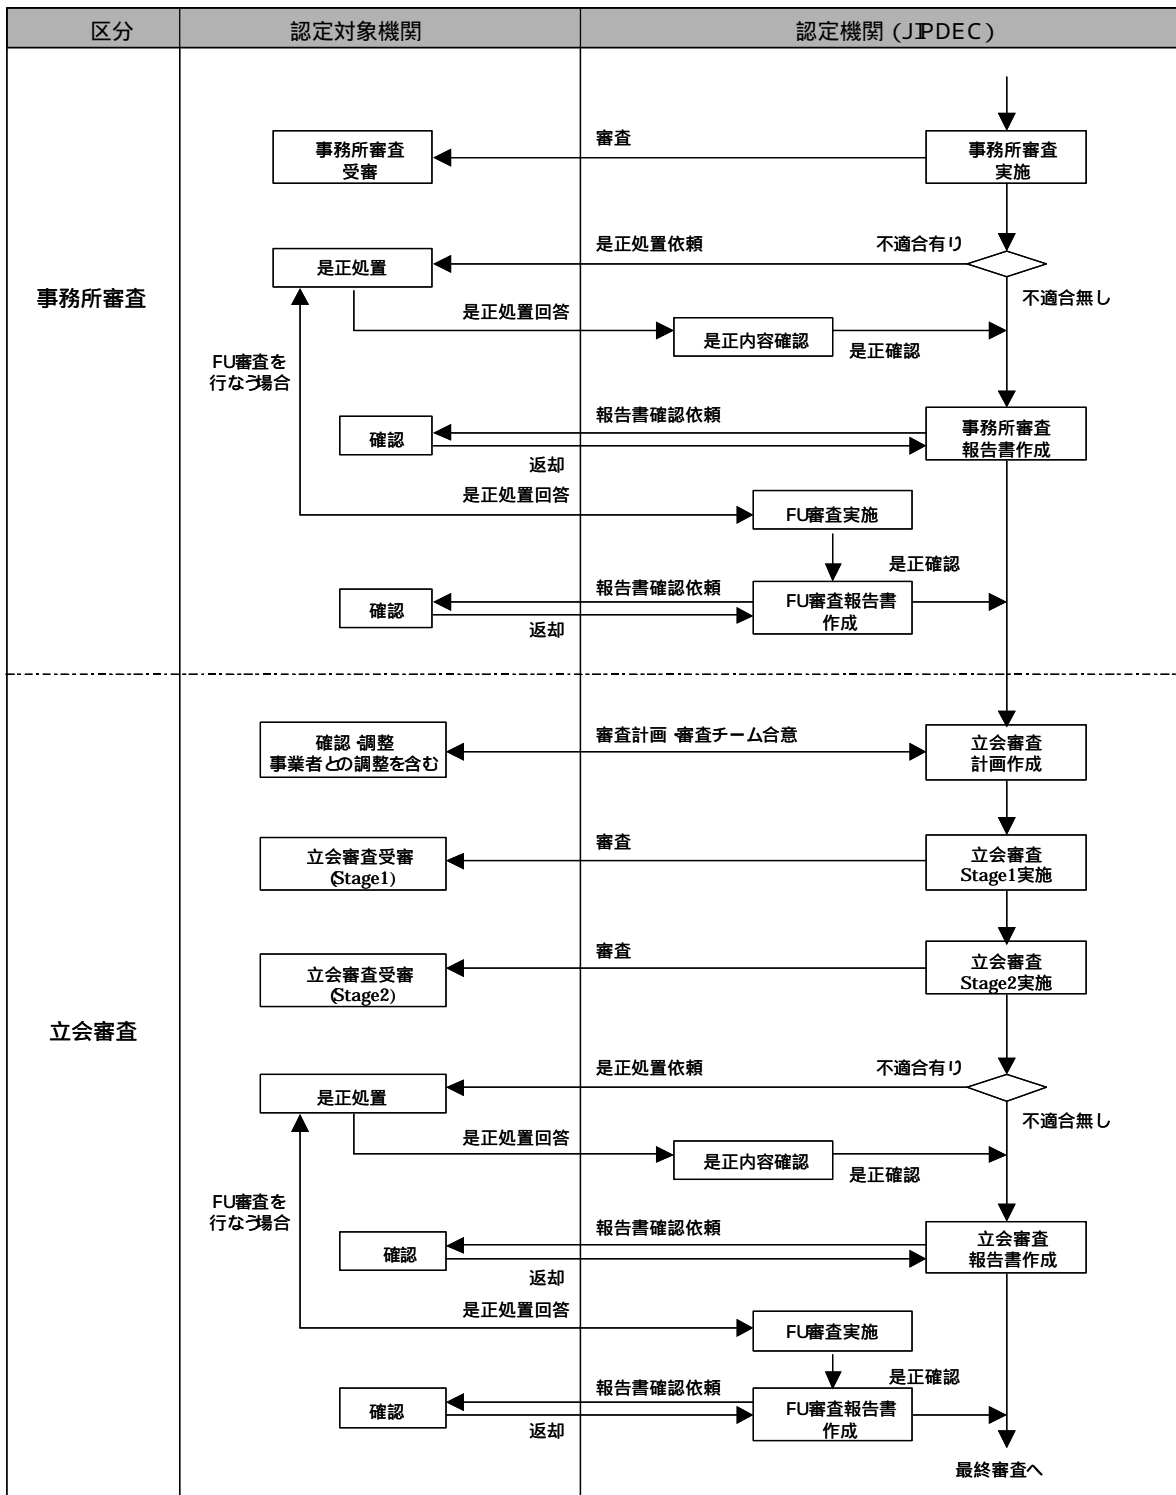 区分
認定対象機関
認定機関 (JIPDEC)
審査
事務所審査
受審
事務所審査
実施
是正処置依頼
不適合有り
是正処置
事務所審査
不適合無し
是正処置回答
是正内容確認
是正確認
FU審査を
行なう場合
報告書確認依頼
確認
事務所審査
報告書作成
返却
是正処置回答
FU審査実施
是正確認
報告書確認依頼
確認
FU審査報告書
作成
返却
審査計画・審査チーム合意
確認・調整
事業者との調整を含む
立会審査
計画作成
審査
立会審査受審
(Stage1)
立会審査
Stage1実施
審査
立会審査受審
(Stage2)
立会審査
Stage2実施
立会審査
是正処置依頼
不適合有り
是正処置
不適合無し
是正処置回答
是正内容確認
是正確認
FU審査を
行なう場合
報告書確認依頼
確認
立会審査
報告書作成
返却
是正処置回答
FU審査実施
是正確認
報告書確認依頼
確認
FU審査報告書
作成
返却
最終審査へ